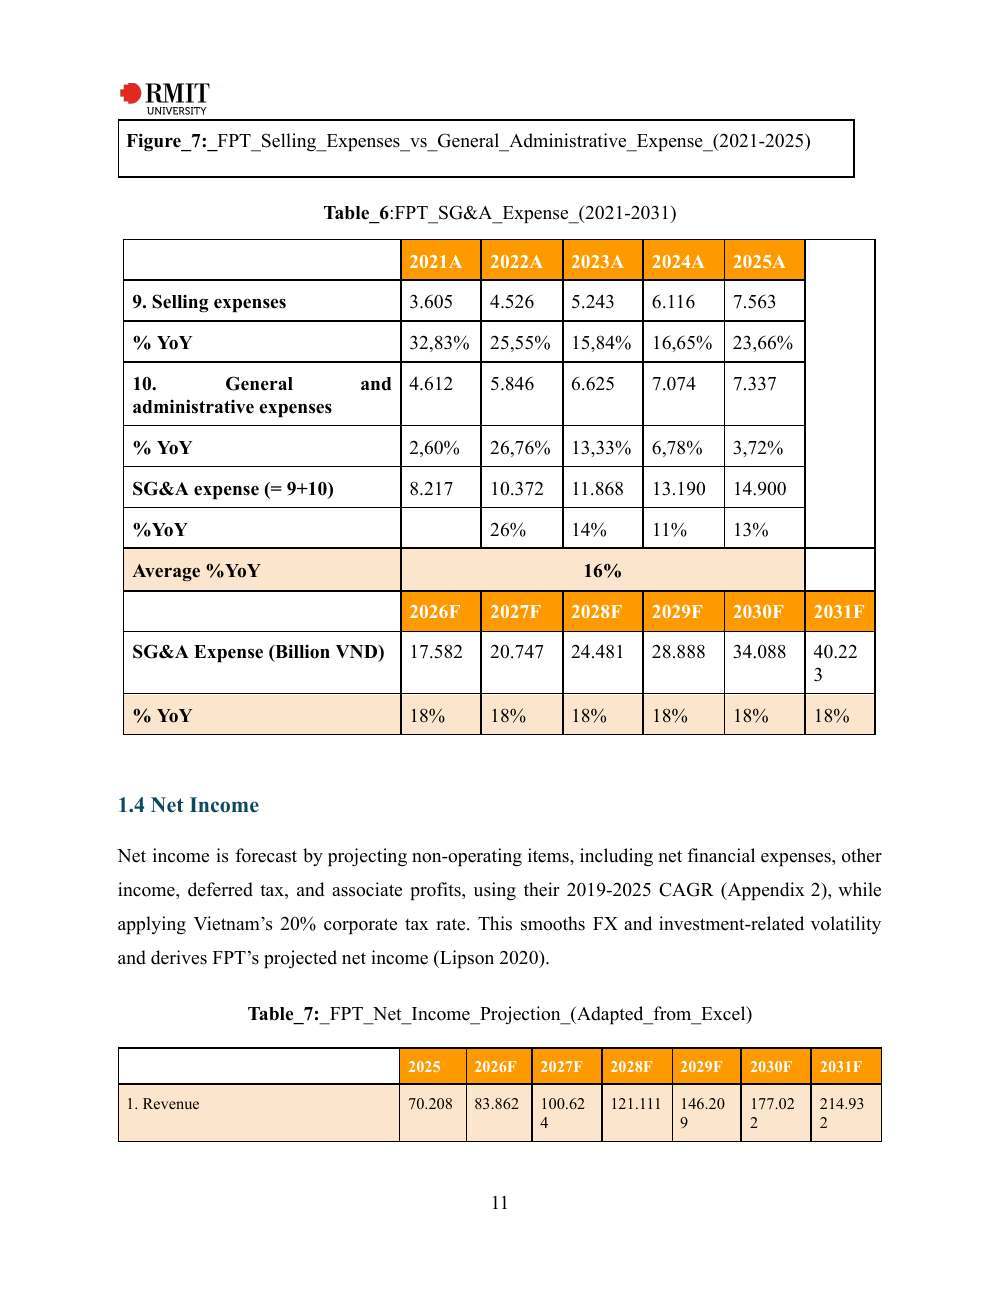 RMIT
UNIVERSITY
Figure_7:_FPT_Selling_Expenses_vs_General_Administrative_Expense_(2021-2025)
Table_6:FPT_SG&A_Expense_(2021-2031)
2021A 2022A 2023A 2024A 2025A
9. Selling expenses 3.605 4.526 5.243 6.116 7.563
% YoY 32,83% 25,55% 15,84% 16,65% 23,66%
10. General and 4.612 5.846 6.625 7.074 7.337
administrative expenses
% YoY 2,60% 26,76% 13,33% 6,78% 3,72%
SG&A expense (= 9+10) 8.217 10.372 11.868 13.190 14.900
%YoY 26% 14% 11% 13%
Average %YoY 16%
2026F 2027F 2028F 2029F 2030F 2031F
SG&A Expense (Billion VND) 17.582 20.747 24.481 28.888 34.088 40.22
3
% YoY 18% 18% 18% 18% 18% 18%
1.4 Net Income
Net income is forecast by projecting non-operating items, including net financial expenses, other
income, deferred tax, and associate profits, using their 2019-2025 CAGR (Appendix 2), while
applying Vietnam’s 20% corporate tax rate. This smooths FX and investment-related volatility
and derives FPT’s projected net income (Lipson 2020).
Table_7:_FPT_Net_Income_Projection_(Adapted_from_Excel)
2025 2026F 2027F 2028F 2029F 2030F 2031F
1. Revenue 70.208 83.862 100.62 121.111 146.20 177.02 214.93
4 9 2 2
11